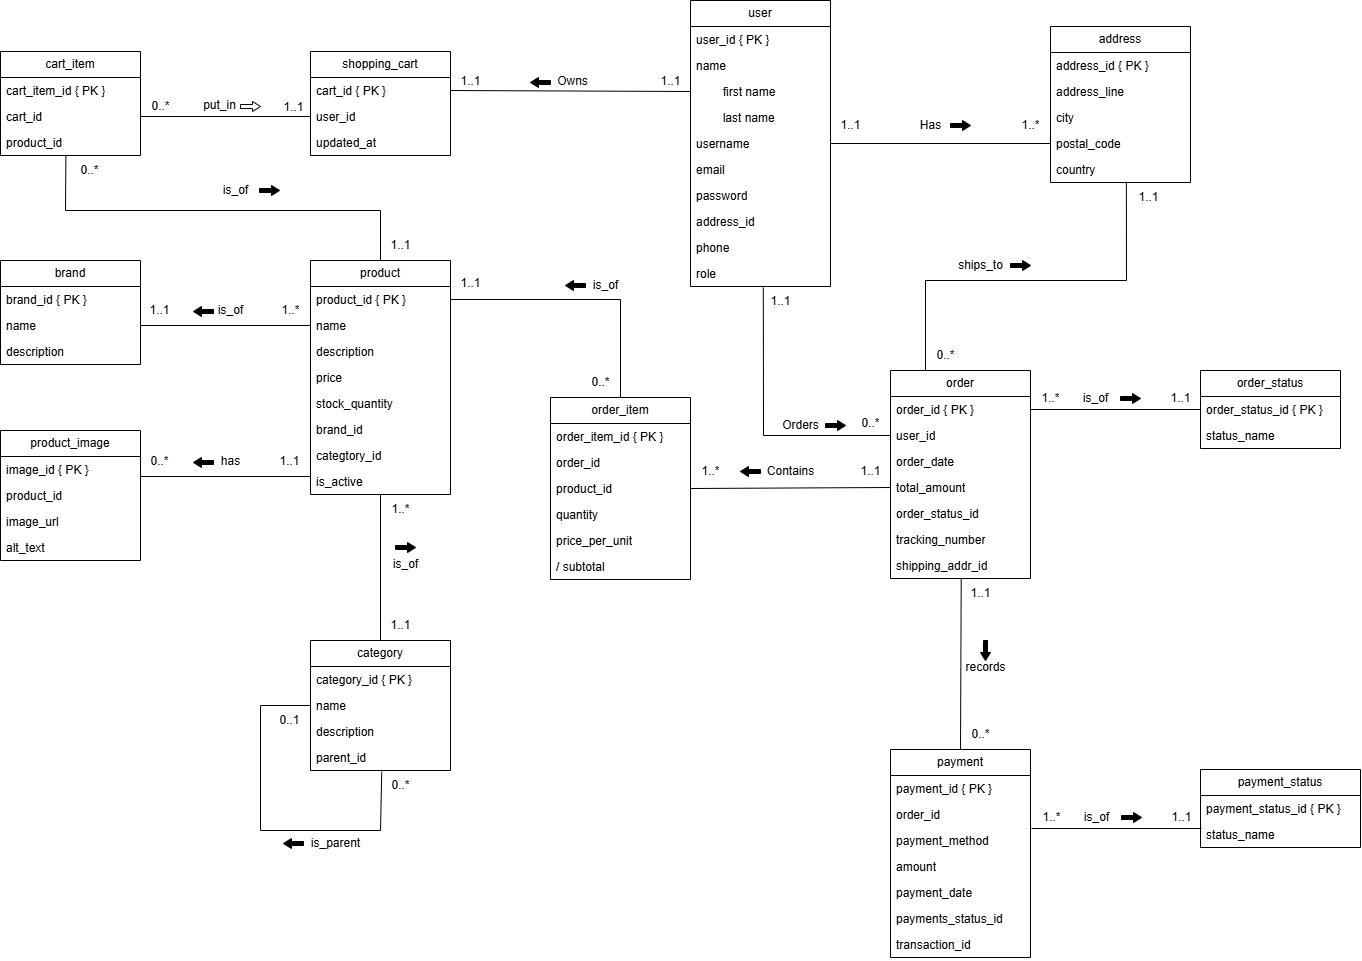 cart_item
cart_item_id { PK }
cart_id
product_id
0..*
put_in
1..1
shopping_cart
cart_id { PK }
user_id
updated_at
1..1
Owns
1..1
user
user_id { PK }
name
first name
last name
username
email
password
address_id
phone
role
1..1
Has
1..*
address
address_id { PK }
address_line
city
postal_code
country
0..*
is_of
1..1
1..1
ships_to
0..*
1..1
Orders
0..*
brand
brand_id { PK }
name
description
1..1
is_of
1..*
product
product_id { PK }
name
description
price
stock_quantity
brand_id
categtory_id
is_active
1..1
is_of
0..*
product_image
image_id { PK }
product_id
image_url
alt_text
0..*
has
1..1
order_item
order_item_id { PK }
order_id
product_id
quantity
price_per_unit
/ subtotal
1..*
Contains
1..1
order
order_id { PK }
user_id
order_date
total_amount
order_status_id
tracking_number
shipping_addr_id
1..*
is_of
1..1
order_status
order_status_id { PK }
status_name
1..*
is_of
1..1
category
category_id { PK }
name
description
parent_id
0..1
0..*
is_parent
1..1
records
0..*
payment
payment_id { PK }
order_id
payment_method
amount
payment_date
payments_status_id
transaction_id
1..*
is_of
1..1
payment_status
payment_status_id { PK }
status_name